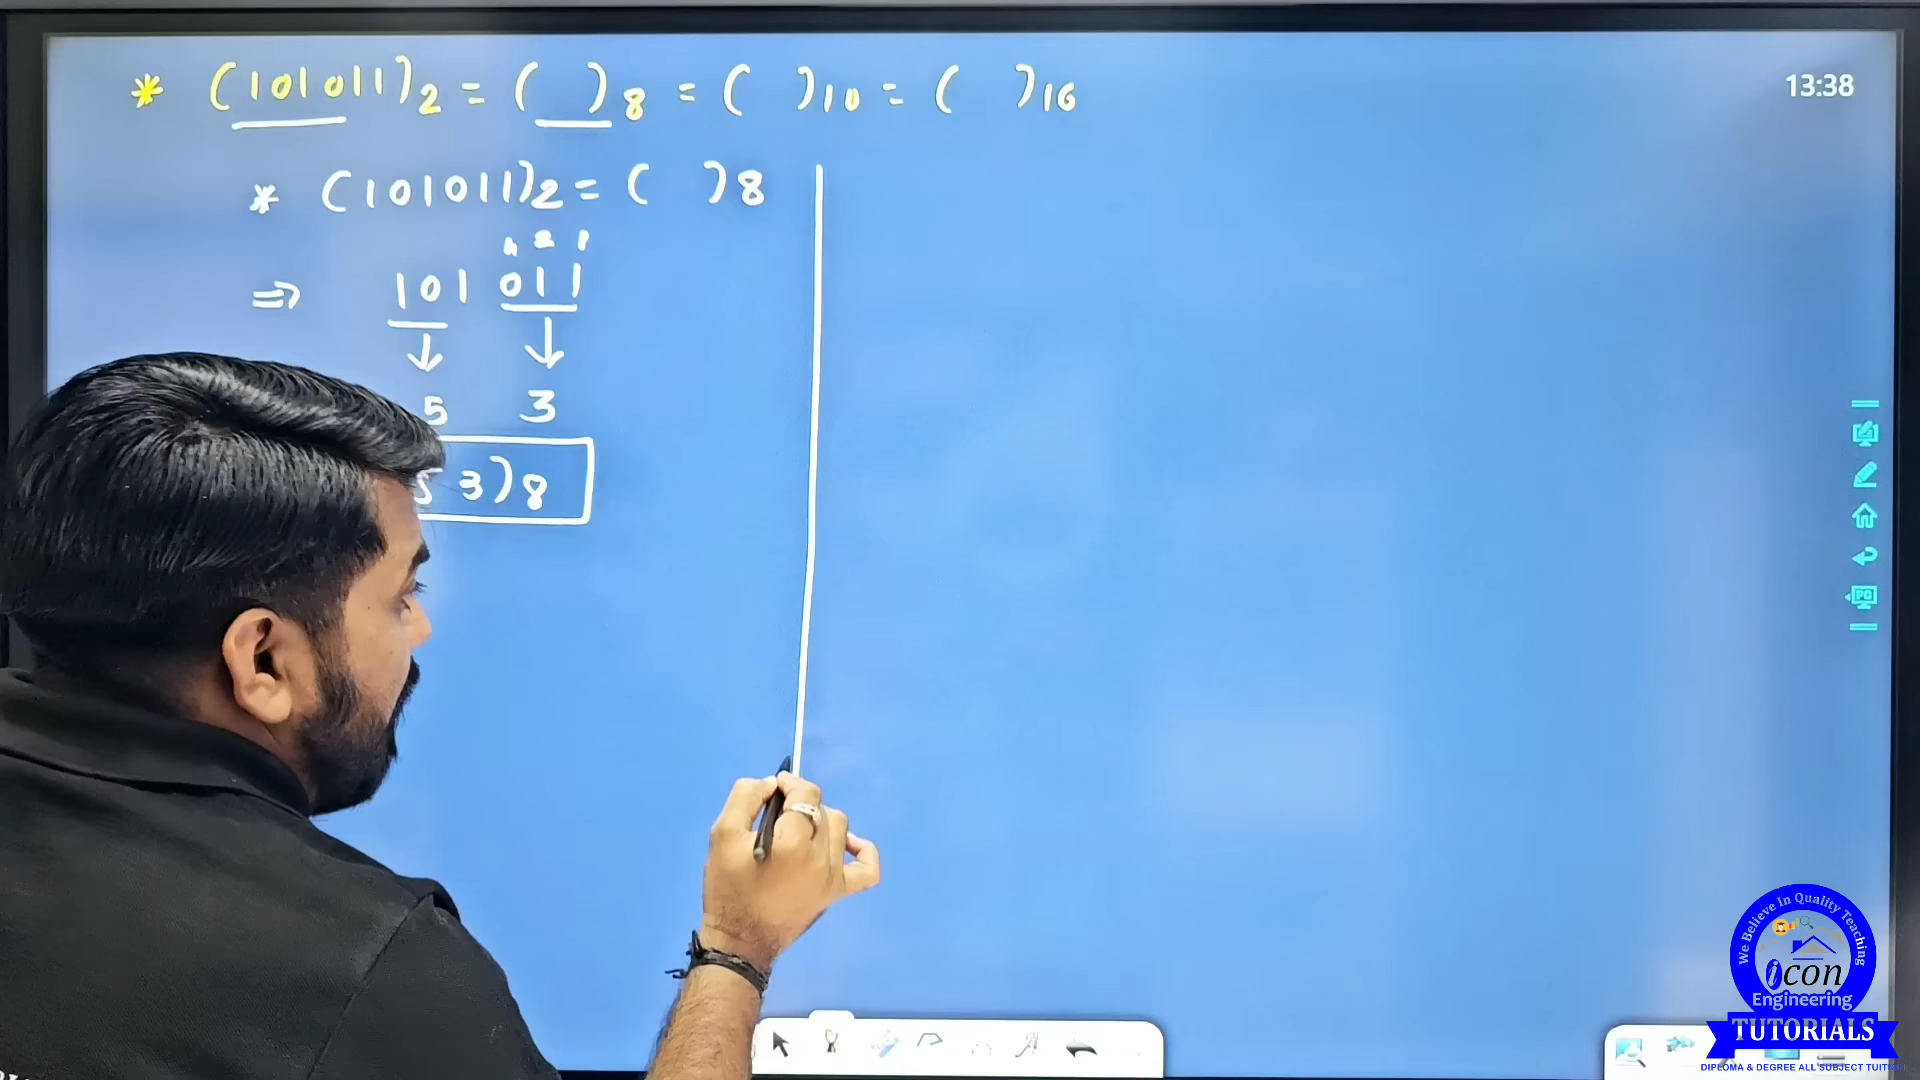 * (101011)2 = ( )8 = ( )10 = ( )16
13:38
* (101011)2 = ( )8
4 2 1
⇒ 101 011
↓ ↓
5 3
5 3)8
We Believe In Quality Teaching
icon
Engineering
TUTORIALS
DIPLOMA & DEGREE ALL SUBJECT TUITION